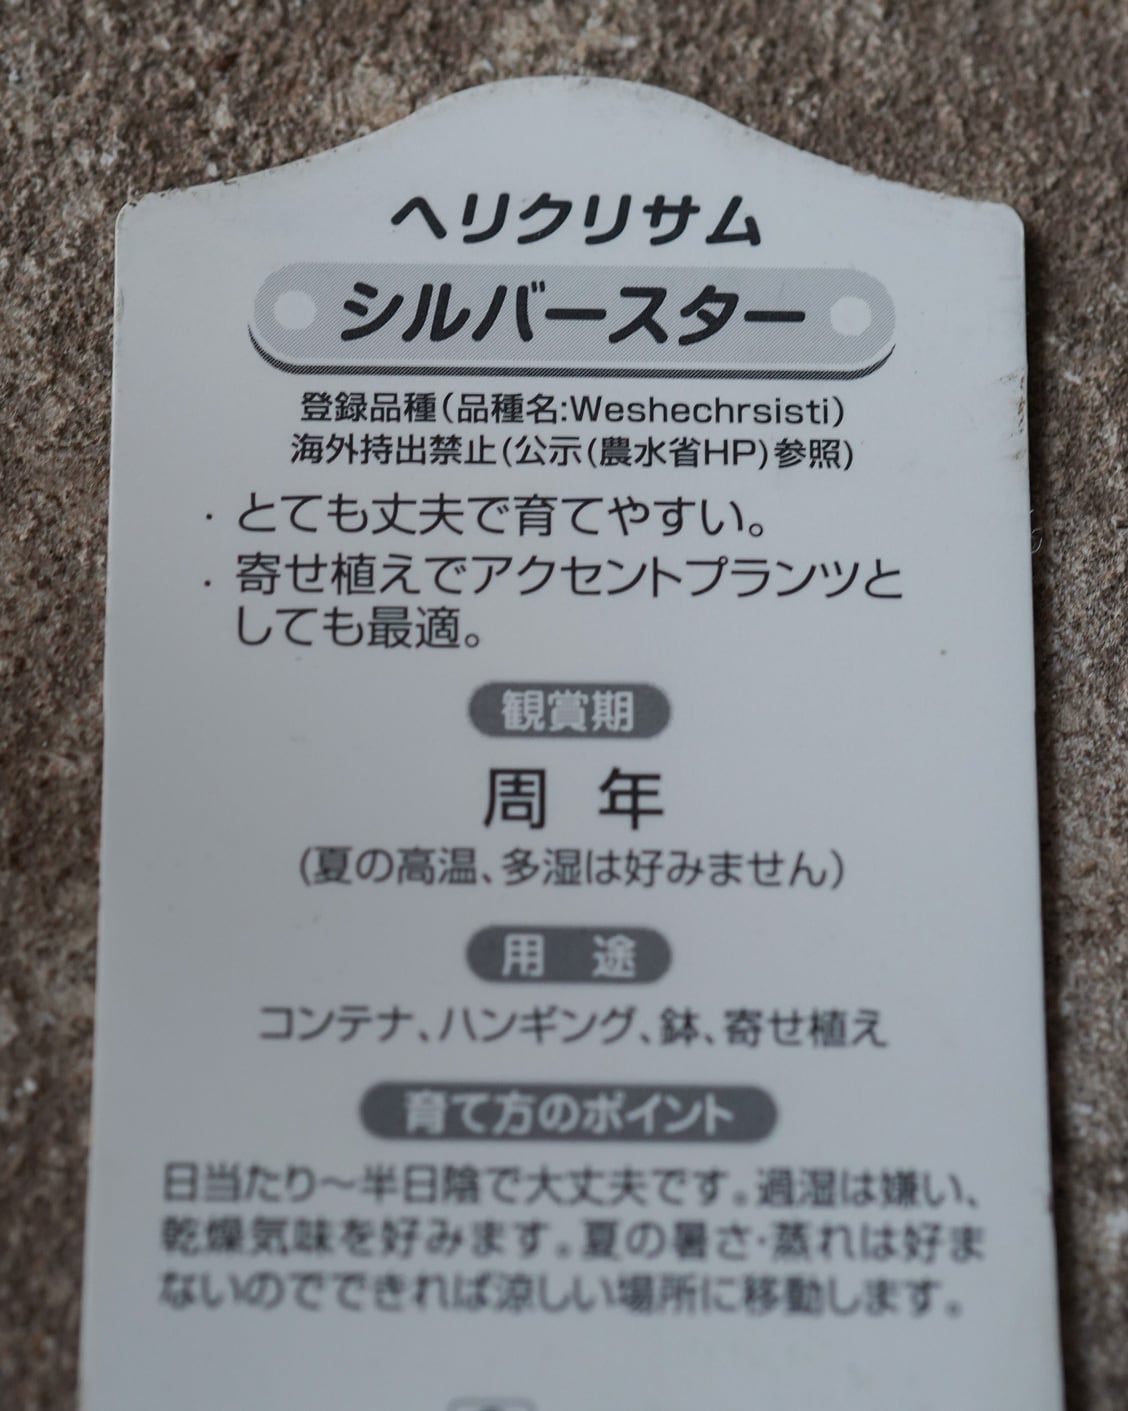 ヘリクリサム
シルバースター
登録品種(品種名:Weshechrsisti)
海外持出禁止(公示(農水省HP)参照)
・とても丈夫で育てやすい。
・寄せ植えでアクセントプランツと
しても最適。
観賞期
周 年
(夏の高温、多湿は好みません)
用 途
コンテナ、ハンギング、鉢、寄せ植え
育て方のポイント
日当たり〜半日陰で大丈夫です。過湿は嫌い、
乾燥気味を好みます。夏の暑さ・蒸れは好ま
ないのでできれば涼しい場所に移動します。